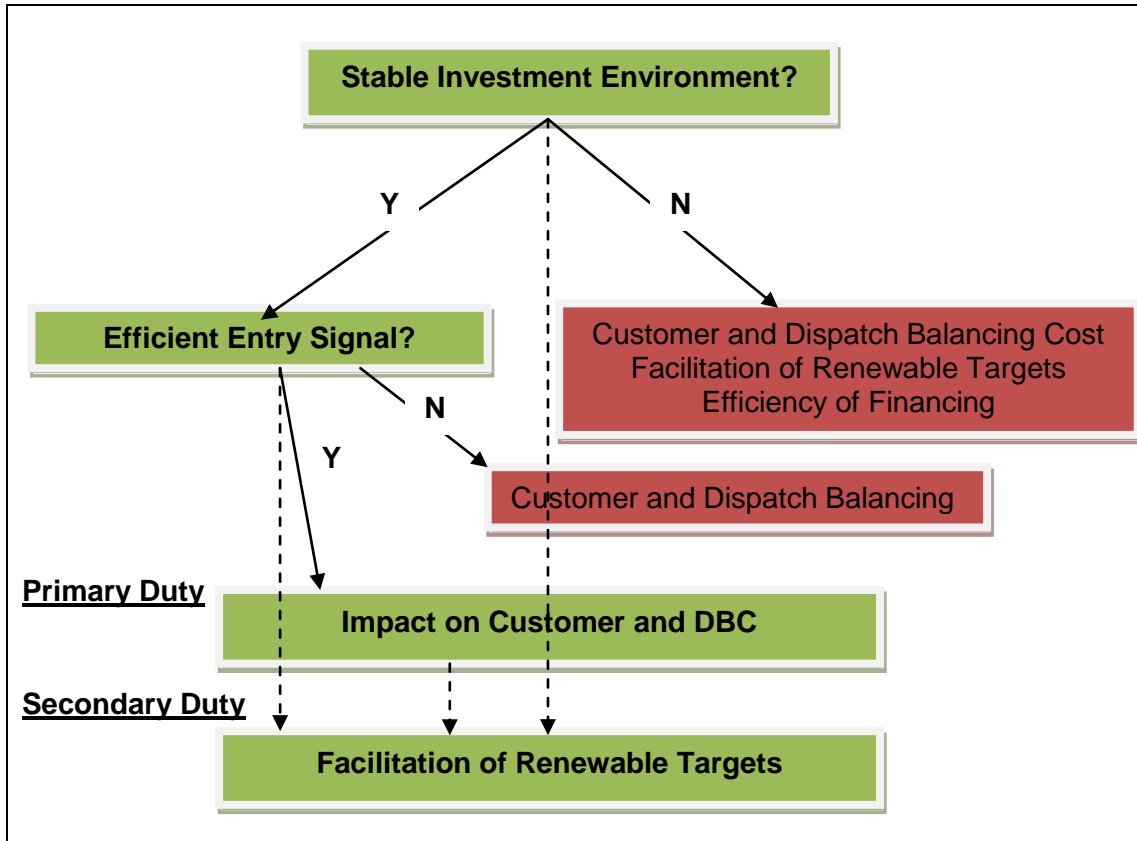 Stable Investment Environment?
Y
N
Efficient Entry Signal?
Customer and Dispatch Balancing Cost
Facilitation of Renewable Targets
Efficiency of Financing
N
Y
Customer and Dispatch Balancing
Primary Duty
Impact on Customer and DBC
Secondary Duty
Facilitation of Renewable Targets